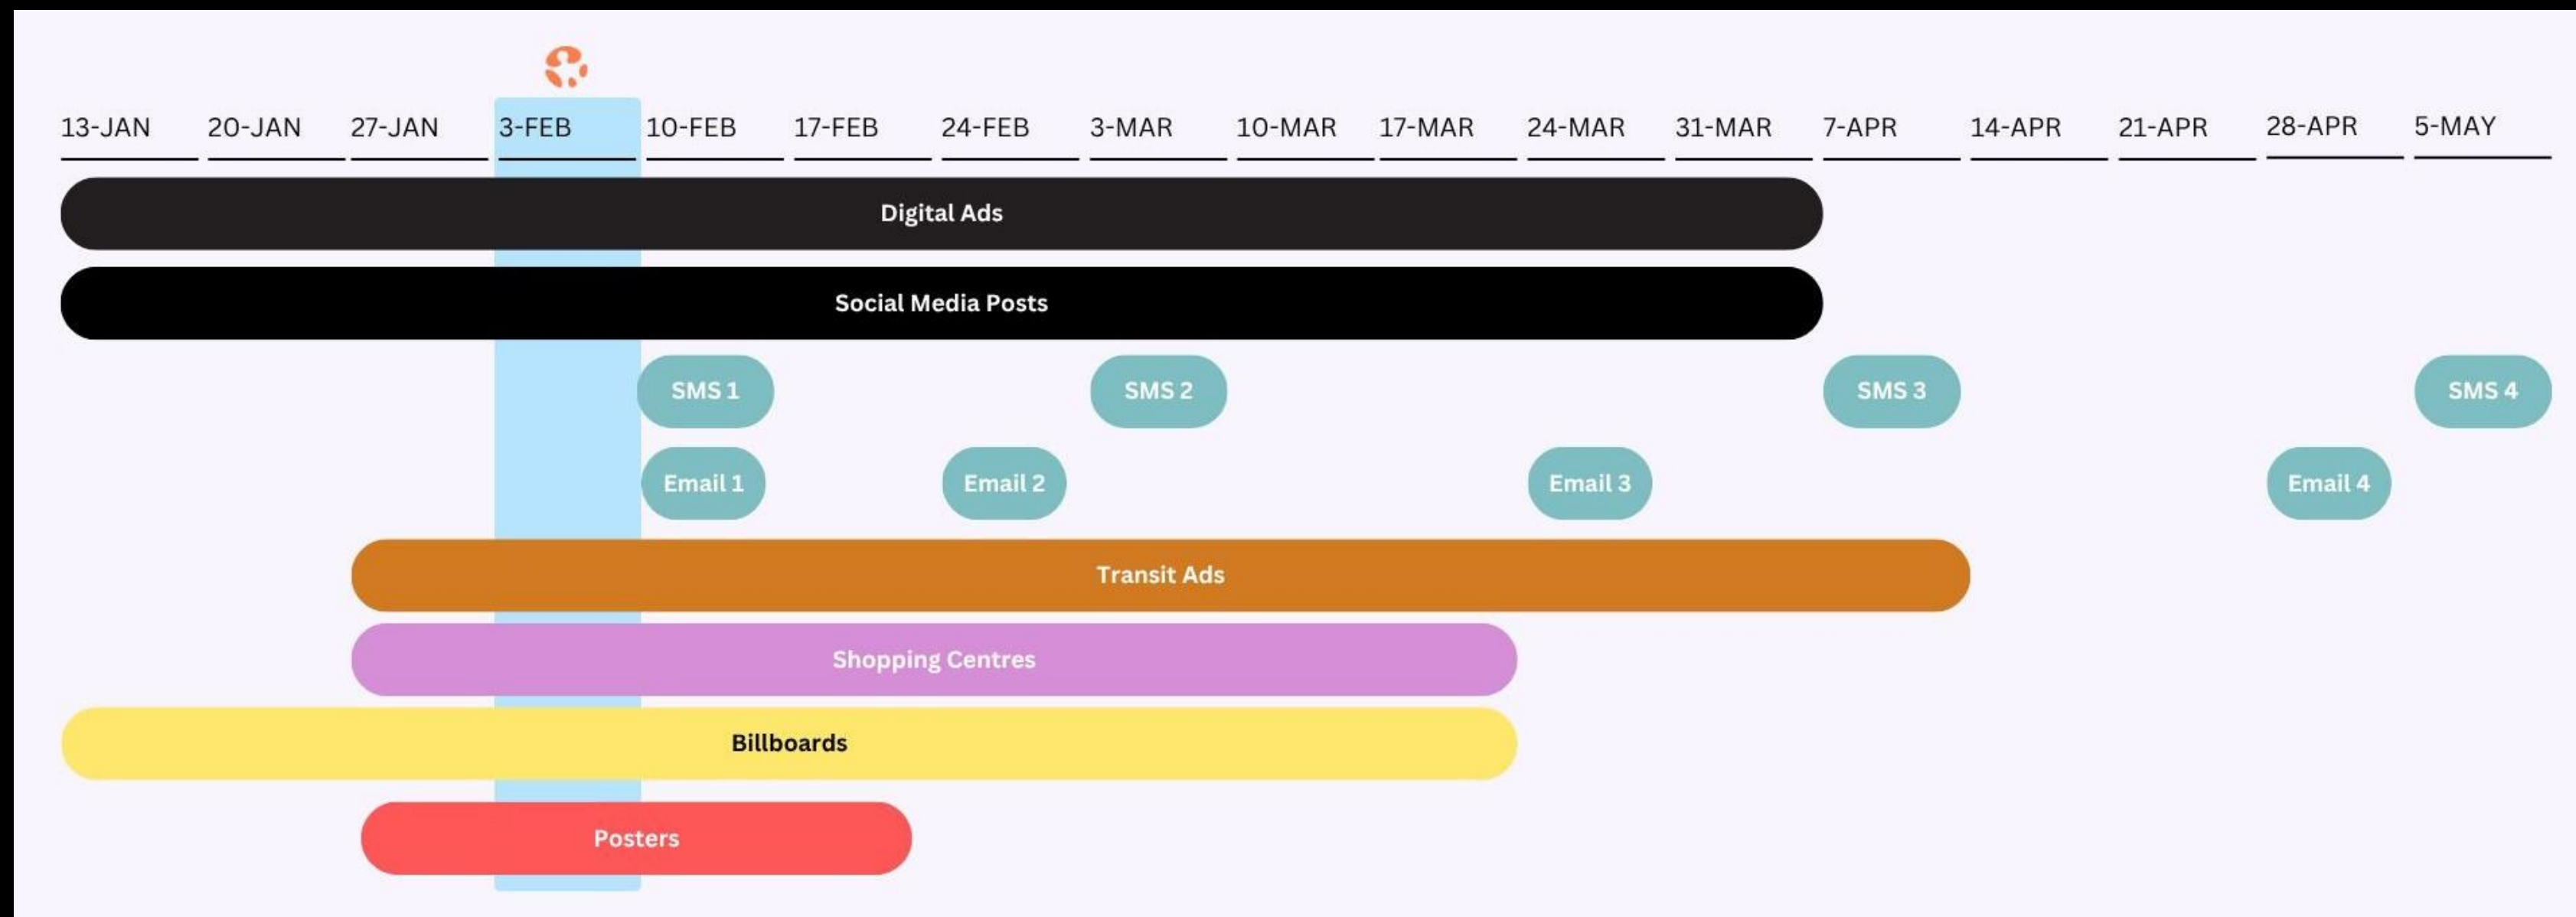 13-JAN 20-JAN 27-JAN 3-FEB 10-FEB 17-FEB 24-FEB 3-MAR 10-MAR 17-MAR 24-MAR 31-MAR 7-APR 14-APR 21-APR 28-APR 5-MAY
Digital Ads
Social Media Posts
SMS 1 SMS 2 SMS 3 SMS 4
Email 1 Email 2 Email 3 Email 4
Transit Ads
Shopping Centres
Billboards
Posters